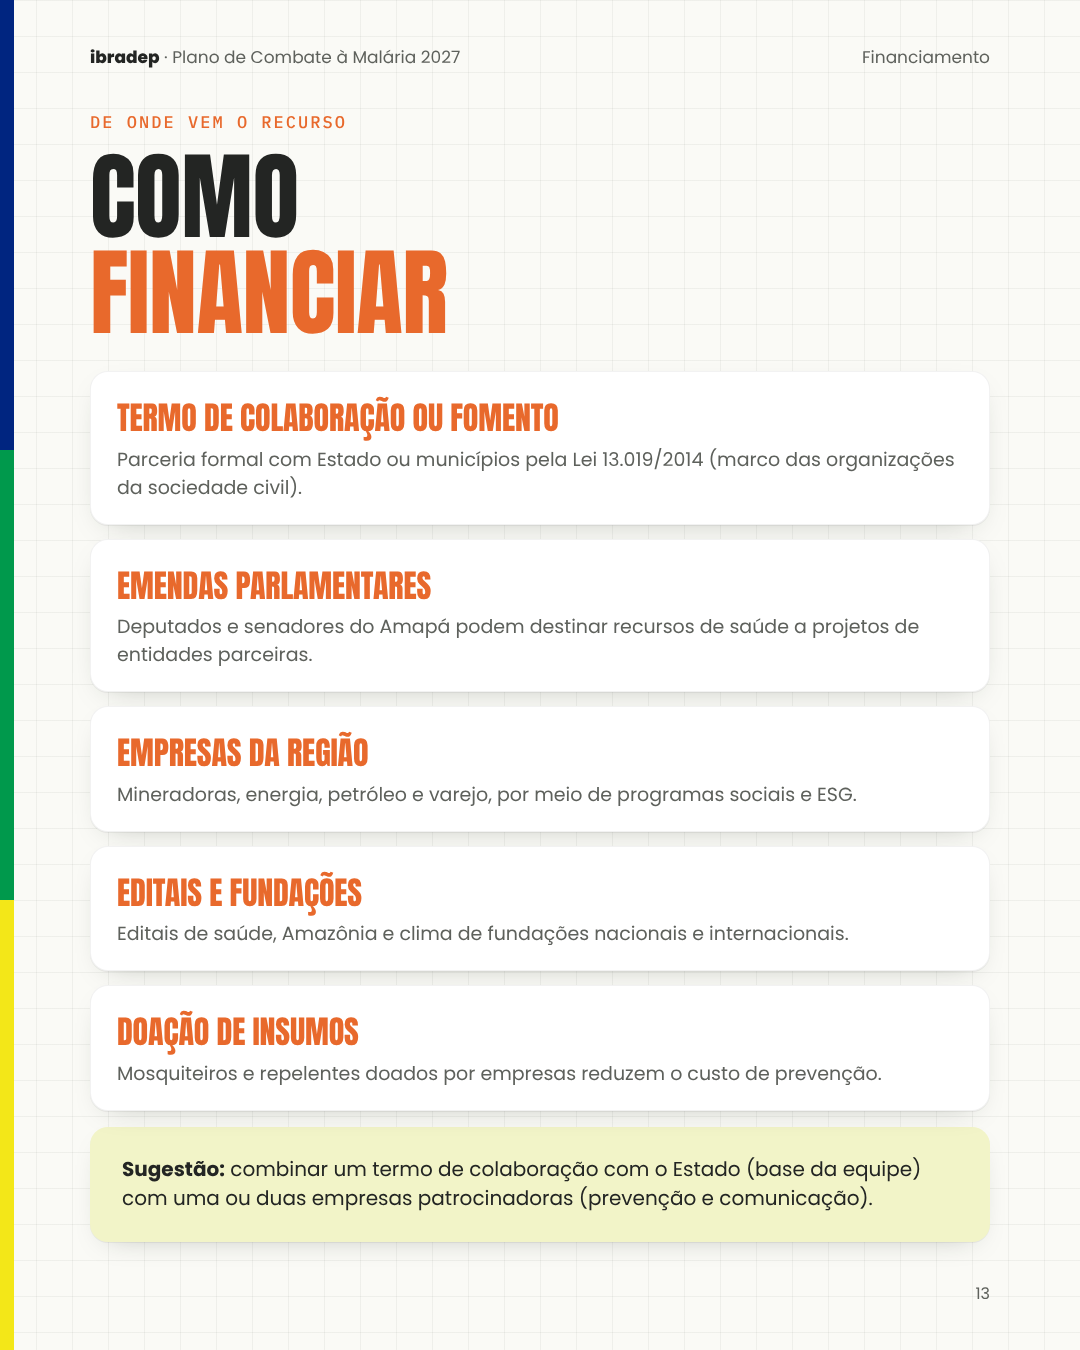 ibradep · Plano de Combate à Malária 2027
Financiamento
DE ONDE VEM O RECURSO
COMO
FINANCIAR
TERMO DE COLABORAÇÃO OU FOMENTO
Parceria formal com Estado ou municípios pela Lei 13.019/2014 (marco das organizações
da sociedade civil).
EMENDAS PARLAMENTARES
Deputados e senadores do Amapá podem destinar recursos de saúde a projetos de
entidades parceiras.
EMPRESAS DA REGIÃO
Mineradoras, energia, petróleo e varejo, por meio de programas sociais e ESG.
EDITAIS E FUNDAÇÕES
Editais de saúde, Amazônia e clima de fundações nacionais e internacionais.
DOAÇÃO DE INSUMOS
Mosquiteiros e repelentes doados por empresas reduzem o custo de prevenção.
Sugestão: combinar um termo de colaboração com o Estado (base da equipe)
com uma ou duas empresas patrocinadoras (prevenção e comunicação).
13